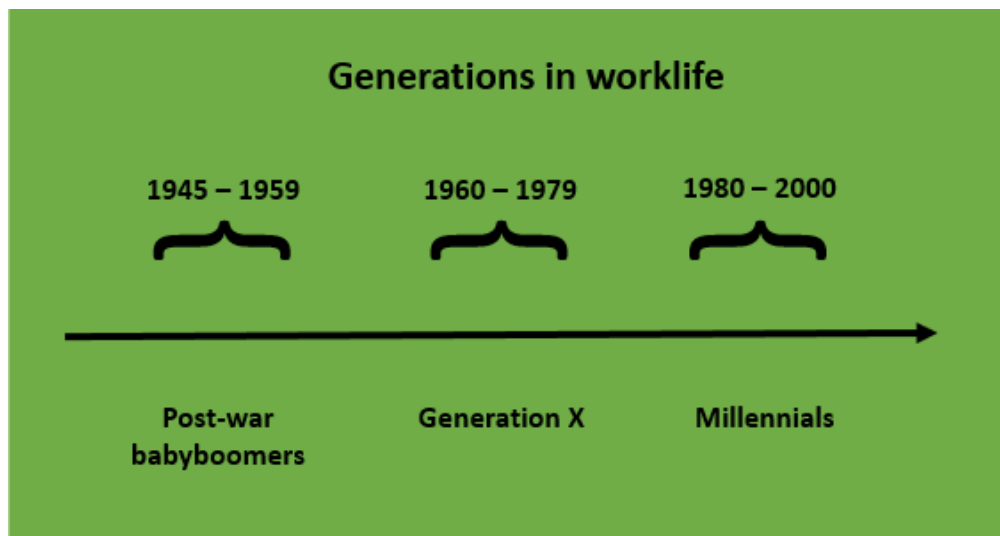 Generations in worklife
1945 – 1959
1960 – 1979
1980 – 2000
Post-war
babyboomers
Generation X
Millennials